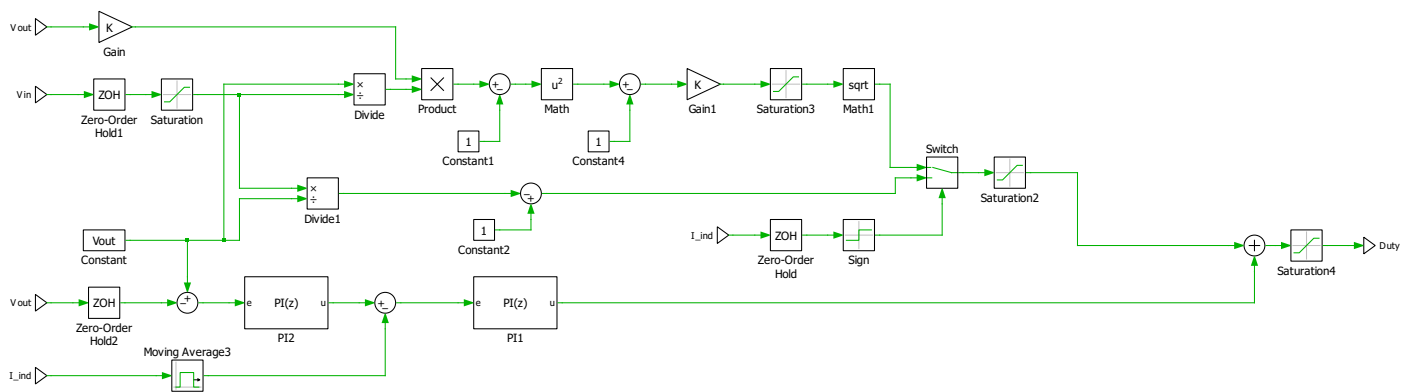 Vout
K
Gain
Vin
ZOH
Zero-Order
Hold1
Saturation
×
÷
Divide
×
Product
+
−
1
Constant1
u²
Math
+
−
1
Constant4
K
Gain1
Saturation3
sqrt
Math1
Switch
Saturation2
×
÷
Divide1
−
+
1
Constant2
I_ind
ZOH
Zero-Order
Hold
Sign
Vout
Constant
+
Saturation4
Duty
Vout
ZOH
Zero-Order
Hold2
−
+
e
PI(z)
u
PI2
+
−
e
PI(z)
u
PI1
Moving Average3
I_ind